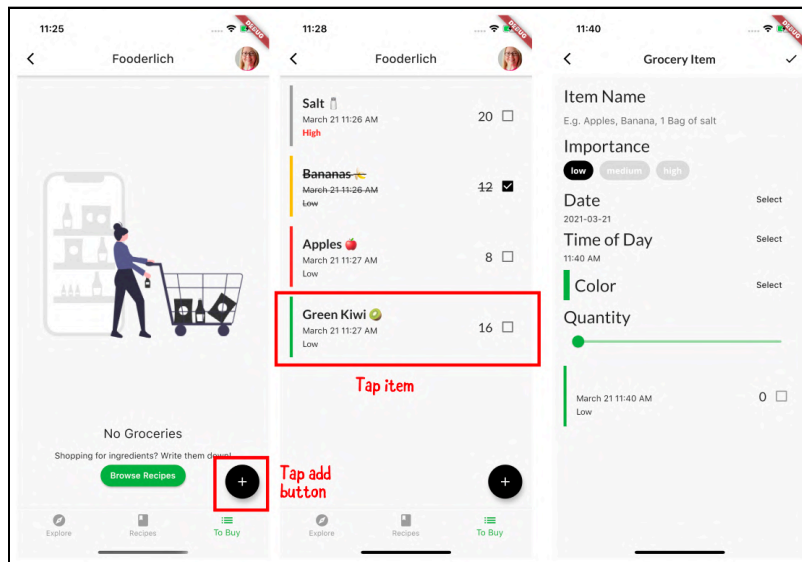 11:25
DEBUG
Fooderlich
No Groceries
Shopping for ingredients? Write them down!
Browse Recipes
Tap add
button
Explore
Recipes
To Buy
11:28
DEBUG
Fooderlich
Salt
March 21 11:26 AM
High
20
Bananas
March 21 11:26 AM
Low
12
Apples
March 21 11:27 AM
Low
8
Green Kiwi
March 21 11:27 AM
Low
16
Tap item
Explore
Recipes
To Buy
11:40
DEBUG
Grocery Item
Item Name
E.g. Apples, Banana, 1 Bag of salt
Importance
low medium high
Date
Select
2021-03-21
Time of Day
Select
11:40 AM
Color
Select
Quantity
March 21 11:40 AM
Low
0